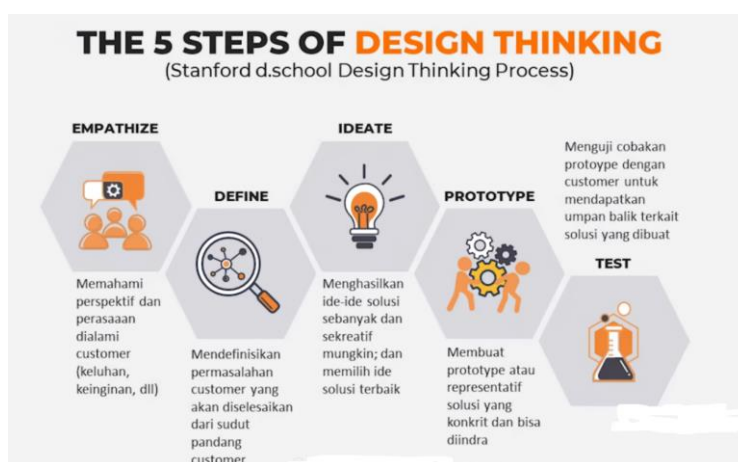 THE 5 STEPS OF DESIGN THINKING
(Stanford d.school Design Thinking Process)
EMPATHIZE
Memahami
perspektif dan
perasaaan
dialami
customer
(keluhan,
keinginan, dll)
DEFINE
Mendefinisikan
permasalahan
customer yang
akan diselesaikan
dari sudut
pandang
customer
IDEATE
Menghasilkan
ide-ide solusi
sebanyak dan
sekreatif
mungkin; dan
memilih ide
solusi terbaik
PROTOTYPE
Membuat
prototype atau
representatif
solusi yang
konkrit dan bisa
diindra
Menguji cobakan
protoype dengan
customer untuk
mendapatkan
umpan balik terkait
solusi yang dibuat
TEST